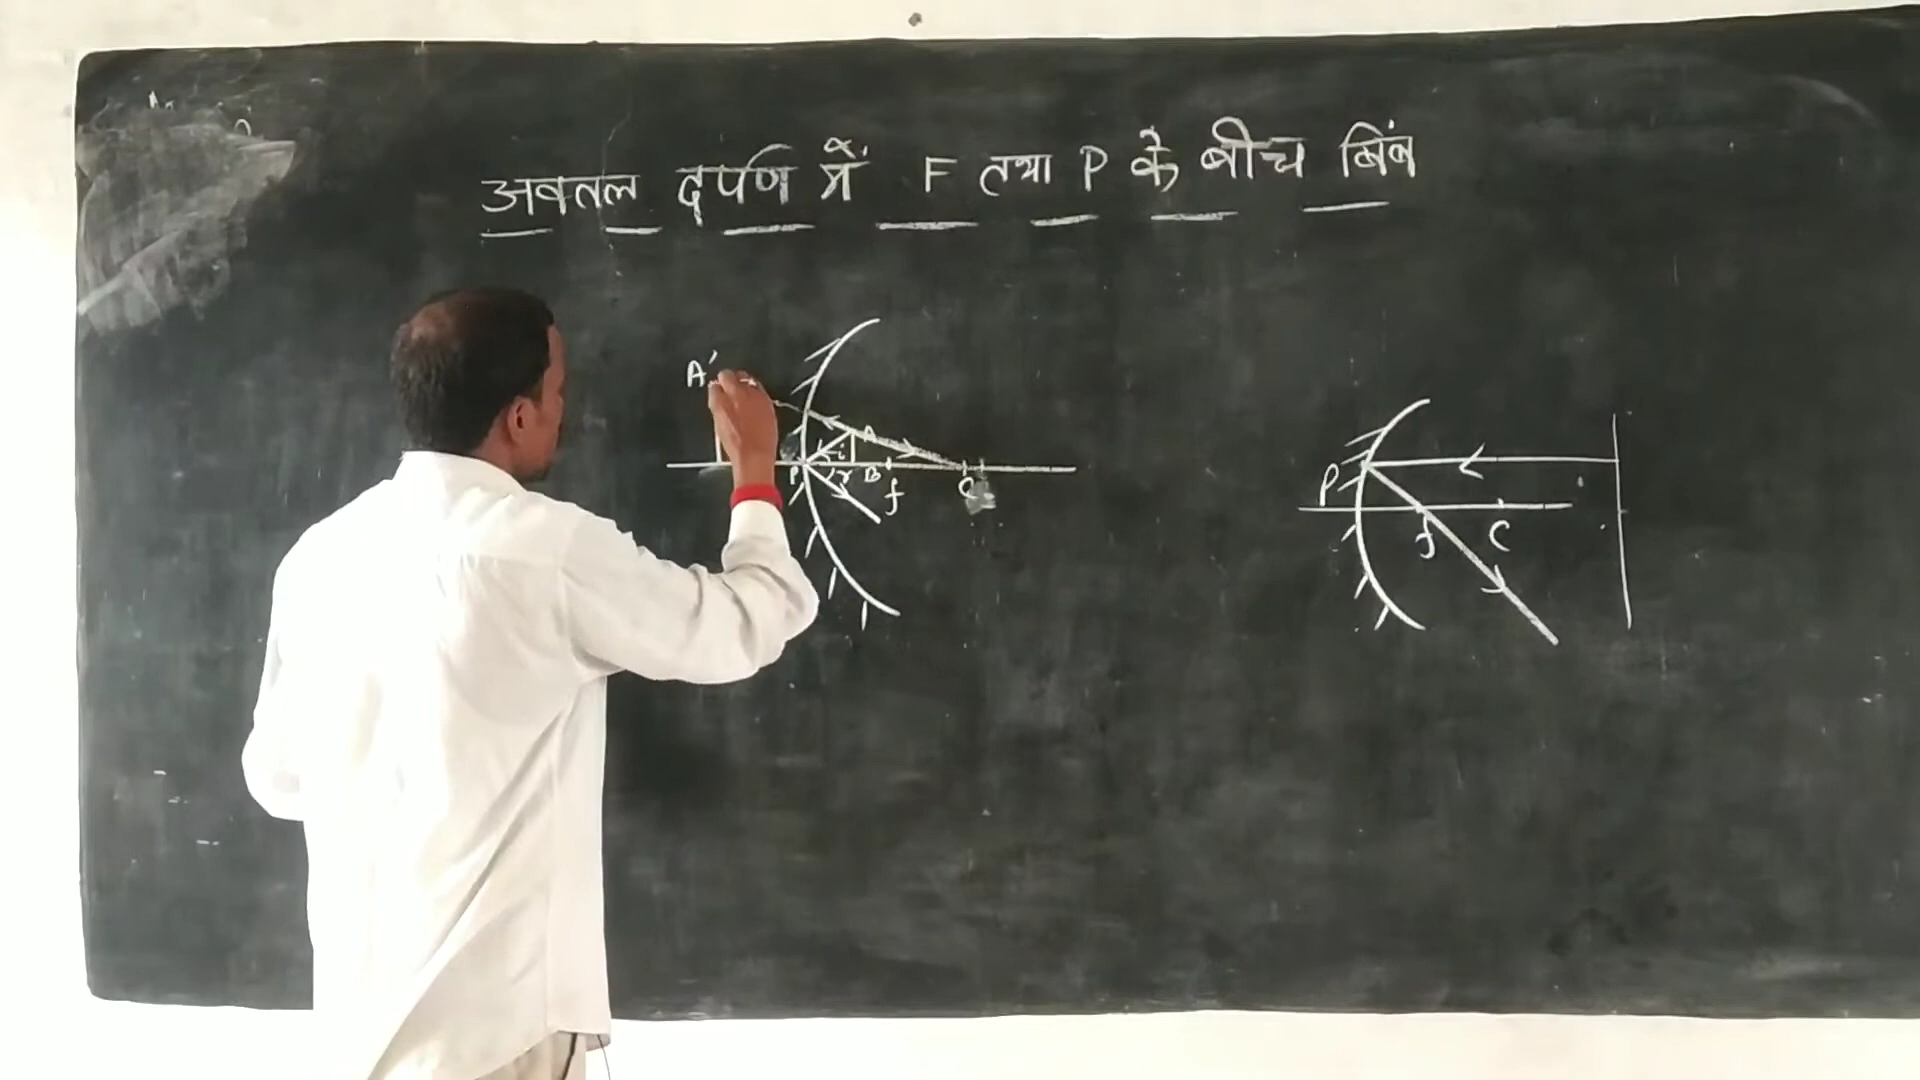 अवतल दर्पण में F तथा P के बीच बिंब
A'
A
i
P r B f C
P
f C